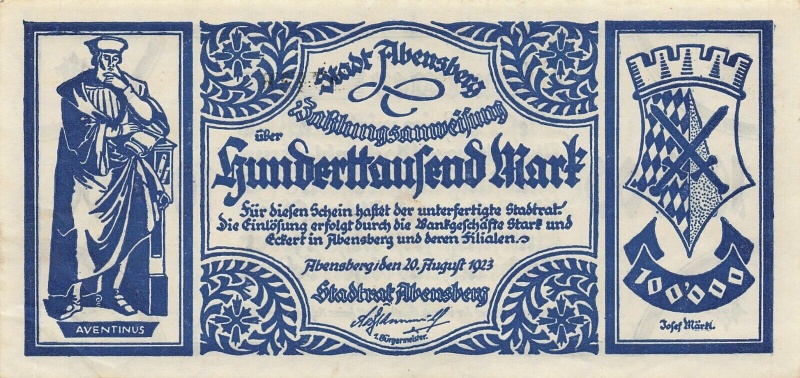 Stadt Abensberg
Zahlungsanweisung
über
Hunderttausend Mark
Für diesen Schein haftet der unterfertigte Stadtrat.
Die Einlösung erfolgt durch die Bankgeschäfte Stark und
Eckert in Abensberg und deren Filialen.
Abensberg, den 20. August 1923
Stadtrat Abensberg
1. Bürgermeister.
AVENTINUS
100'000
Josef Märkl.